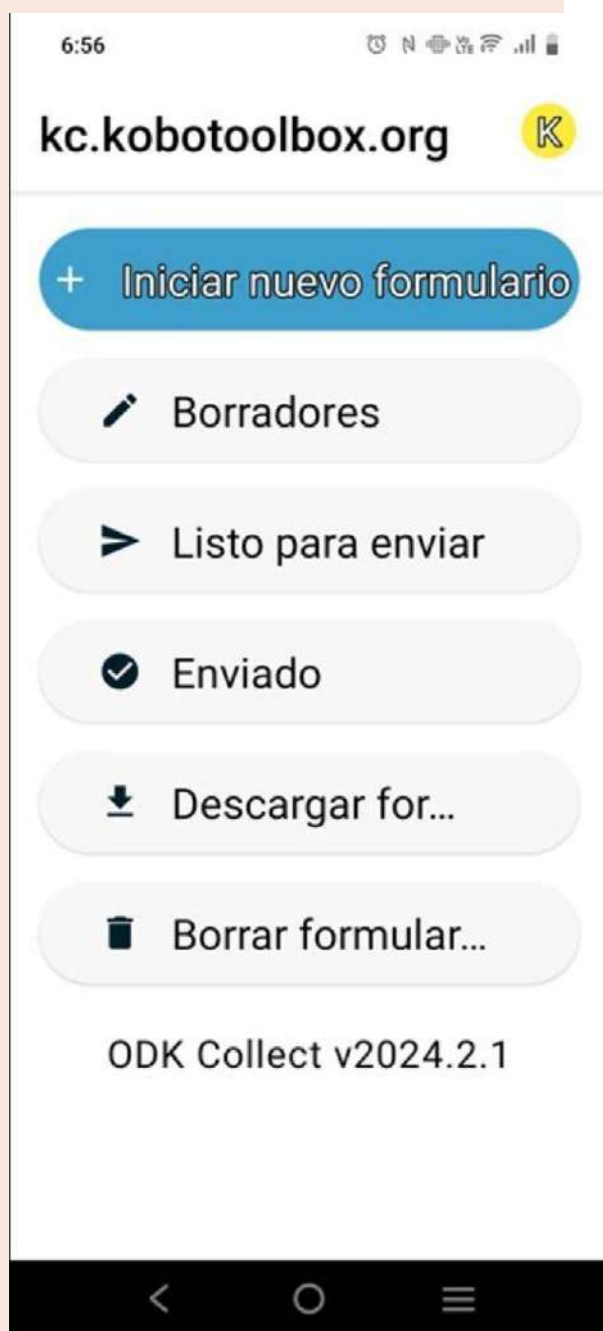 6:56
kc.kobotoolbox.org
K
+ Iniciar nuevo formulario
Borradores
Listo para enviar
Enviado
Descargar for...
Borrar formular...
ODK Collect v2024.2.1